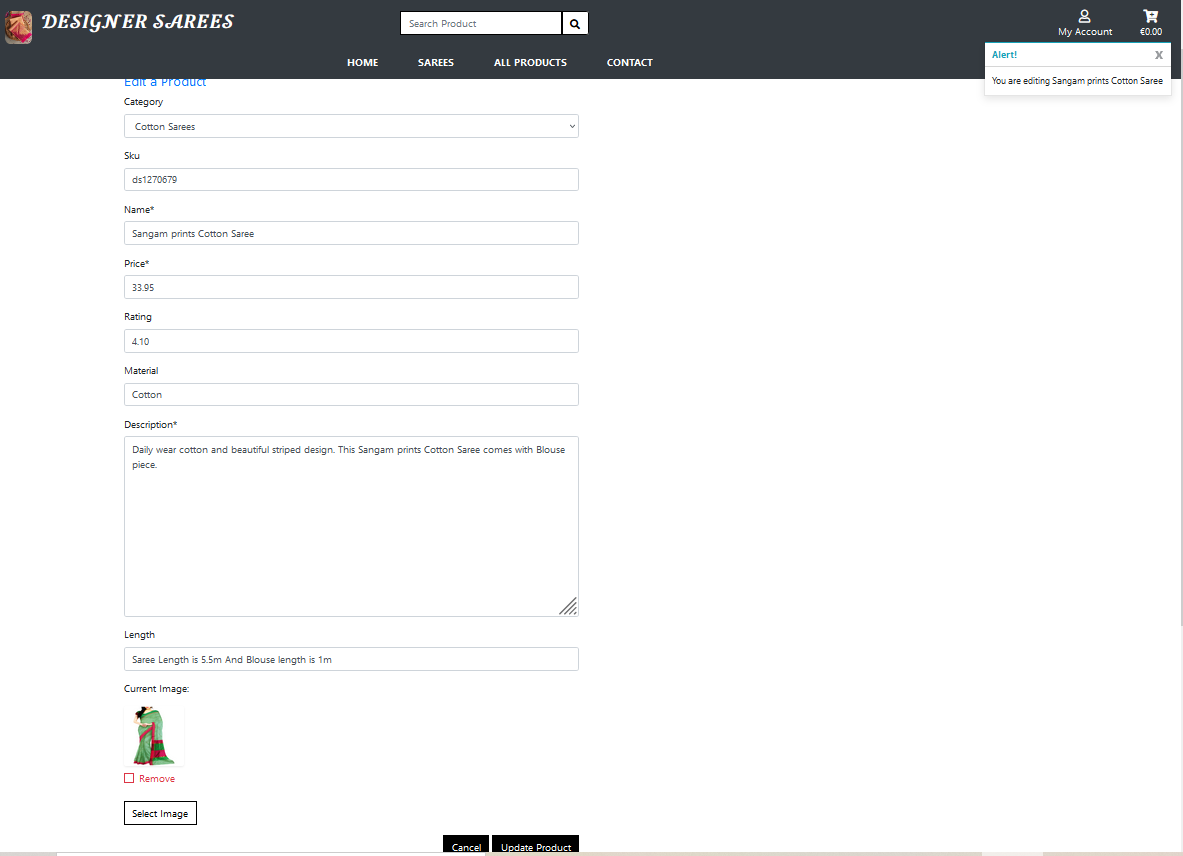 DESIGNER SAREES
Search Product
My Account
€0.00
HOME
SAREES
ALL PRODUCTS
CONTACT
Alert!
X
You are editing Sangam prints Cotton Saree
Edit a Product
Category
Cotton Sarees
Sku
ds1270679
Name*
Sangam prints Cotton Saree
Price*
33.95
Rating
4.10
Material
Cotton
Description*
Daily wear cotton and beautiful striped design. This Sangam prints Cotton Saree comes with Blouse
piece.
Length
Saree Length is 5.5m And Blouse length is 1m
Current Image:
Remove
Select Image
Cancel
Update Product